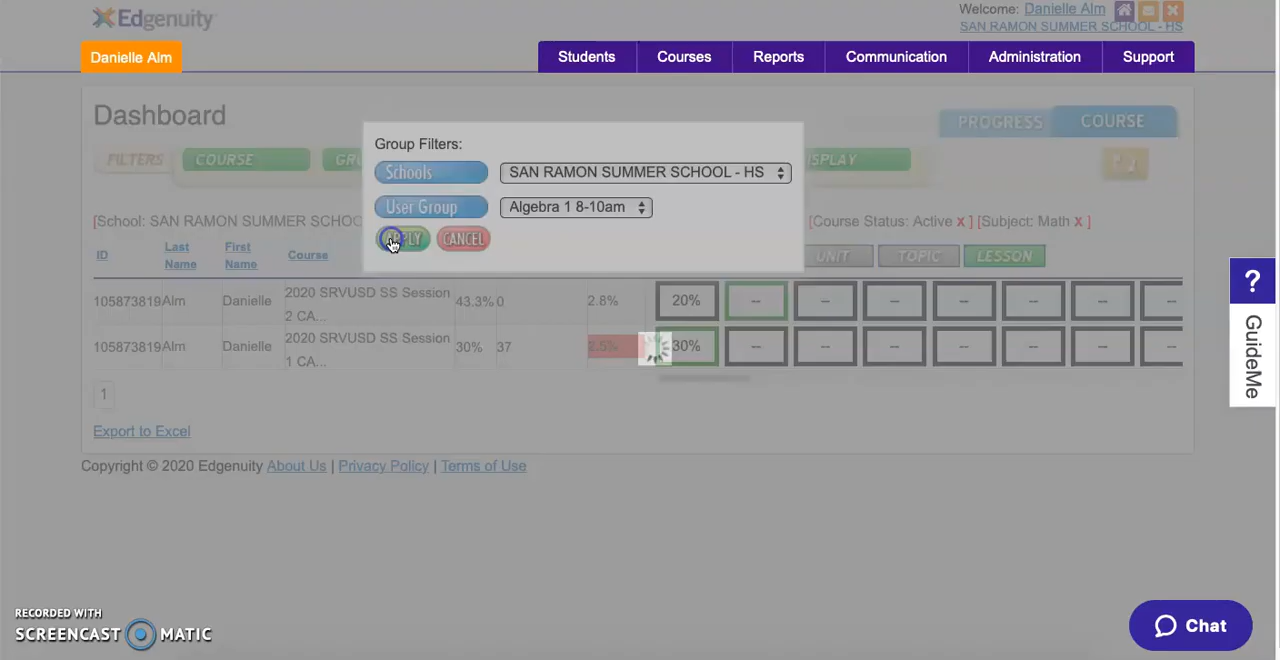 Edgenuity
Welcome: Danielle Alm
SAN RAMON SUMMER SCHOOL - HS
Danielle Alm
Students Courses Reports Communication Administration Support
Dashboard
PROGRESS COURSE
Group Filters:
FILTERS COURSE
Schools SAN RAMON SUMMER SCHOOL - HS
User Group Algebra 1 8-10am
[School: SAN RAMON SUMMER SCHOO [Course Status: Active X ] [Subject: Math X ]
APPLY CANCEL
ID Last Name First Name Course UNIT TOPIC LESSON
105873819 Alm Danielle 2020 SRVUSD SS Session 2 CA... 43.3% 0 2.8% 20% -- -- -- -- -- -- --
105873819 Alm Danielle 2020 SRVUSD SS Session 1 CA... 30% 37 2.5% 30% -- -- -- -- -- -- --
1
Export to Excel
Copyright © 2020 Edgenuity About Us | Privacy Policy | Terms of Use
?
GuideMe
RECORDED WITH
SCREENCAST MATIC
Chat